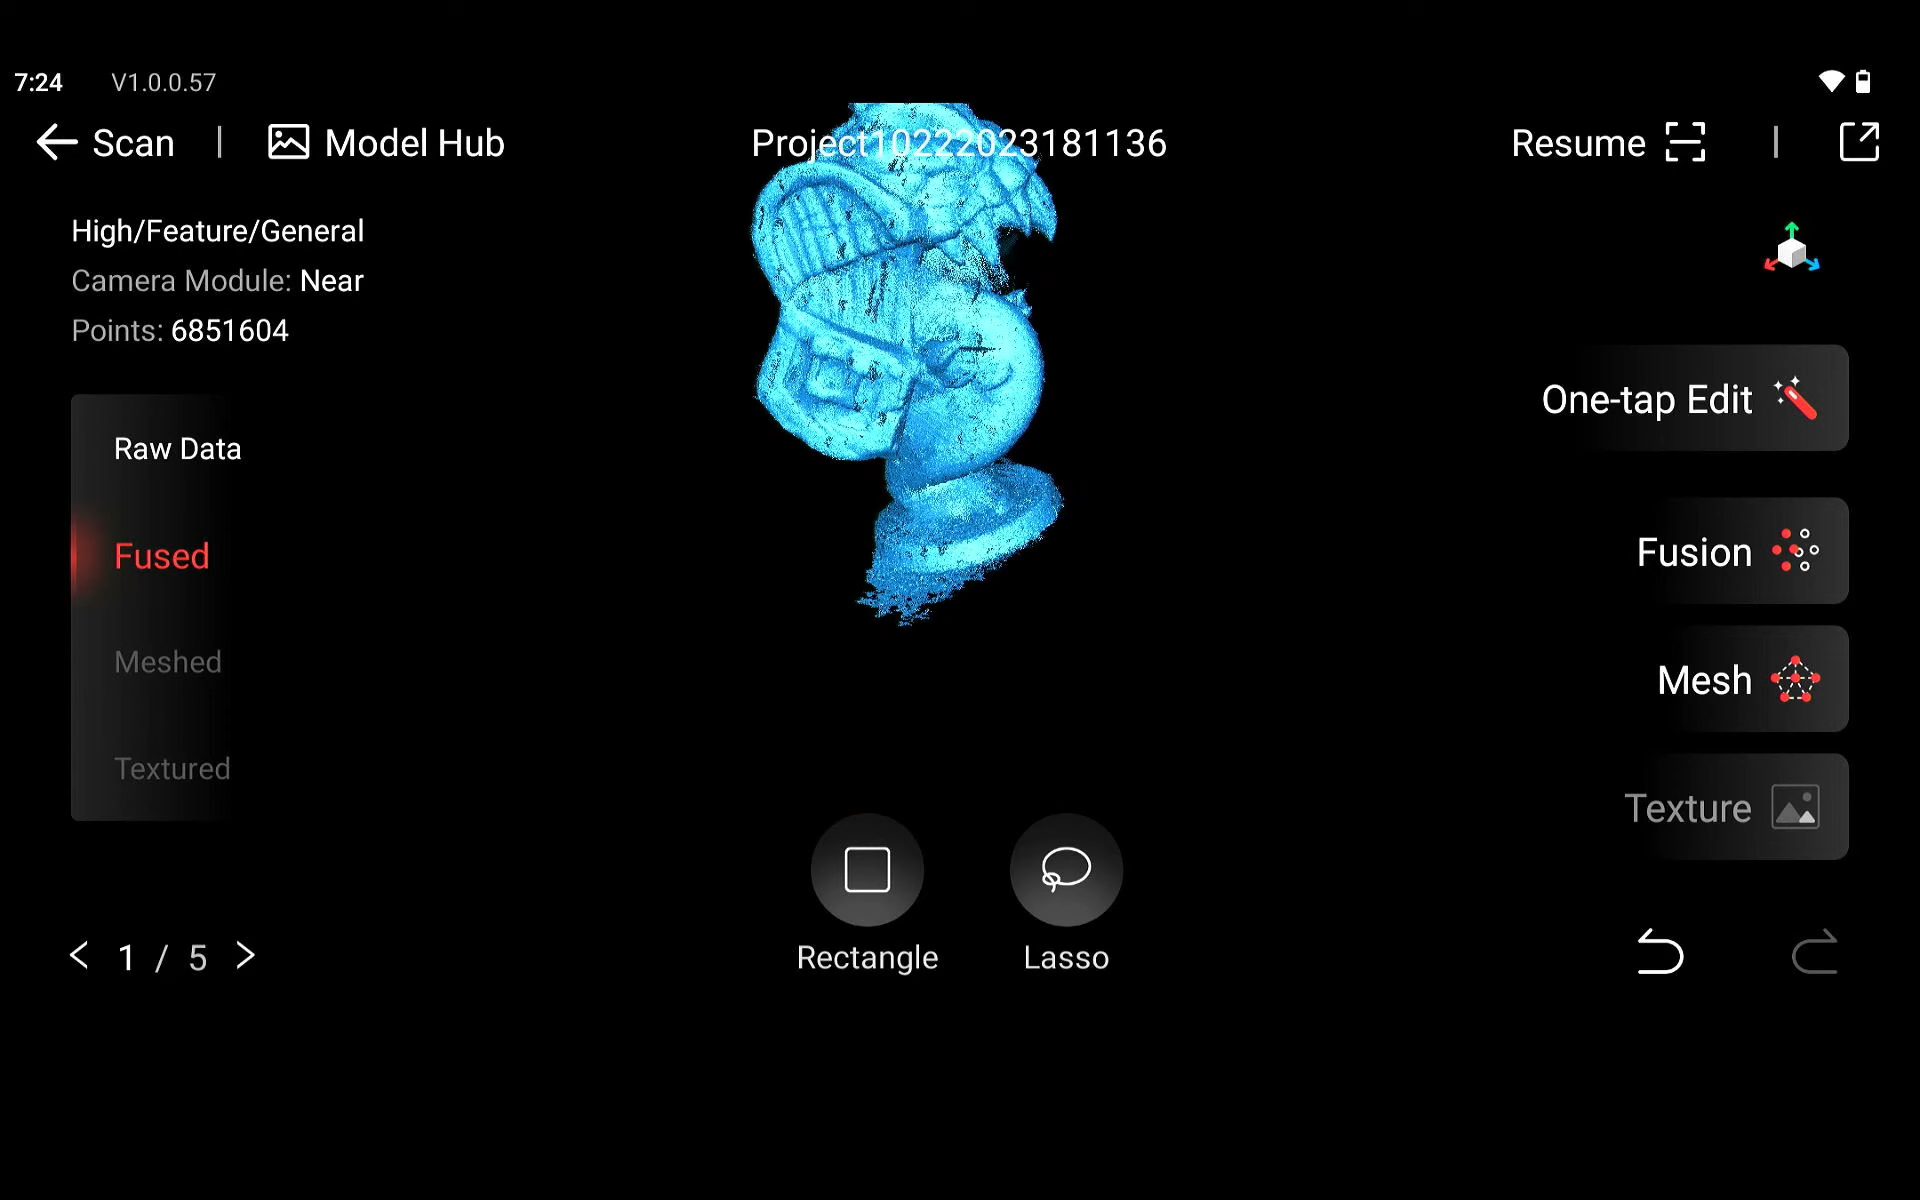 7:24 V1.0.0.57
Scan | Model Hub Project10222023181136 Resume |
High/Feature/General
Camera Module: Near
Points: 6851604
Raw Data
Fused
Meshed
Textured
One-tap Edit
Fusion
Mesh
Texture
Rectangle Lasso
< 1 / 5 >